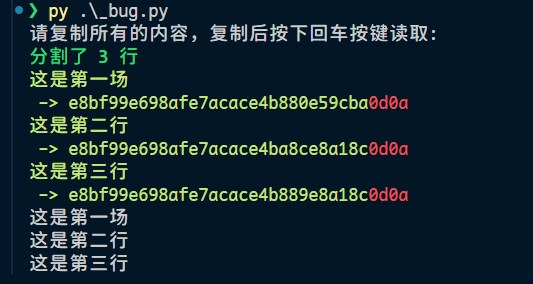 ❯ py .\_bug.py
请复制所有的内容，复制后按下回车按键读取:
分割了 3 行
这是第一场
-> e8bf99e698afe7acace4b880e59cba0d0a
这是第二行
-> e8bf99e698afe7acace4ba8ce8a18c0d0a
这是第三行
-> e8bf99e698afe7acace4b889e8a18c0d0a
这是第一场
这是第二行
这是第三行